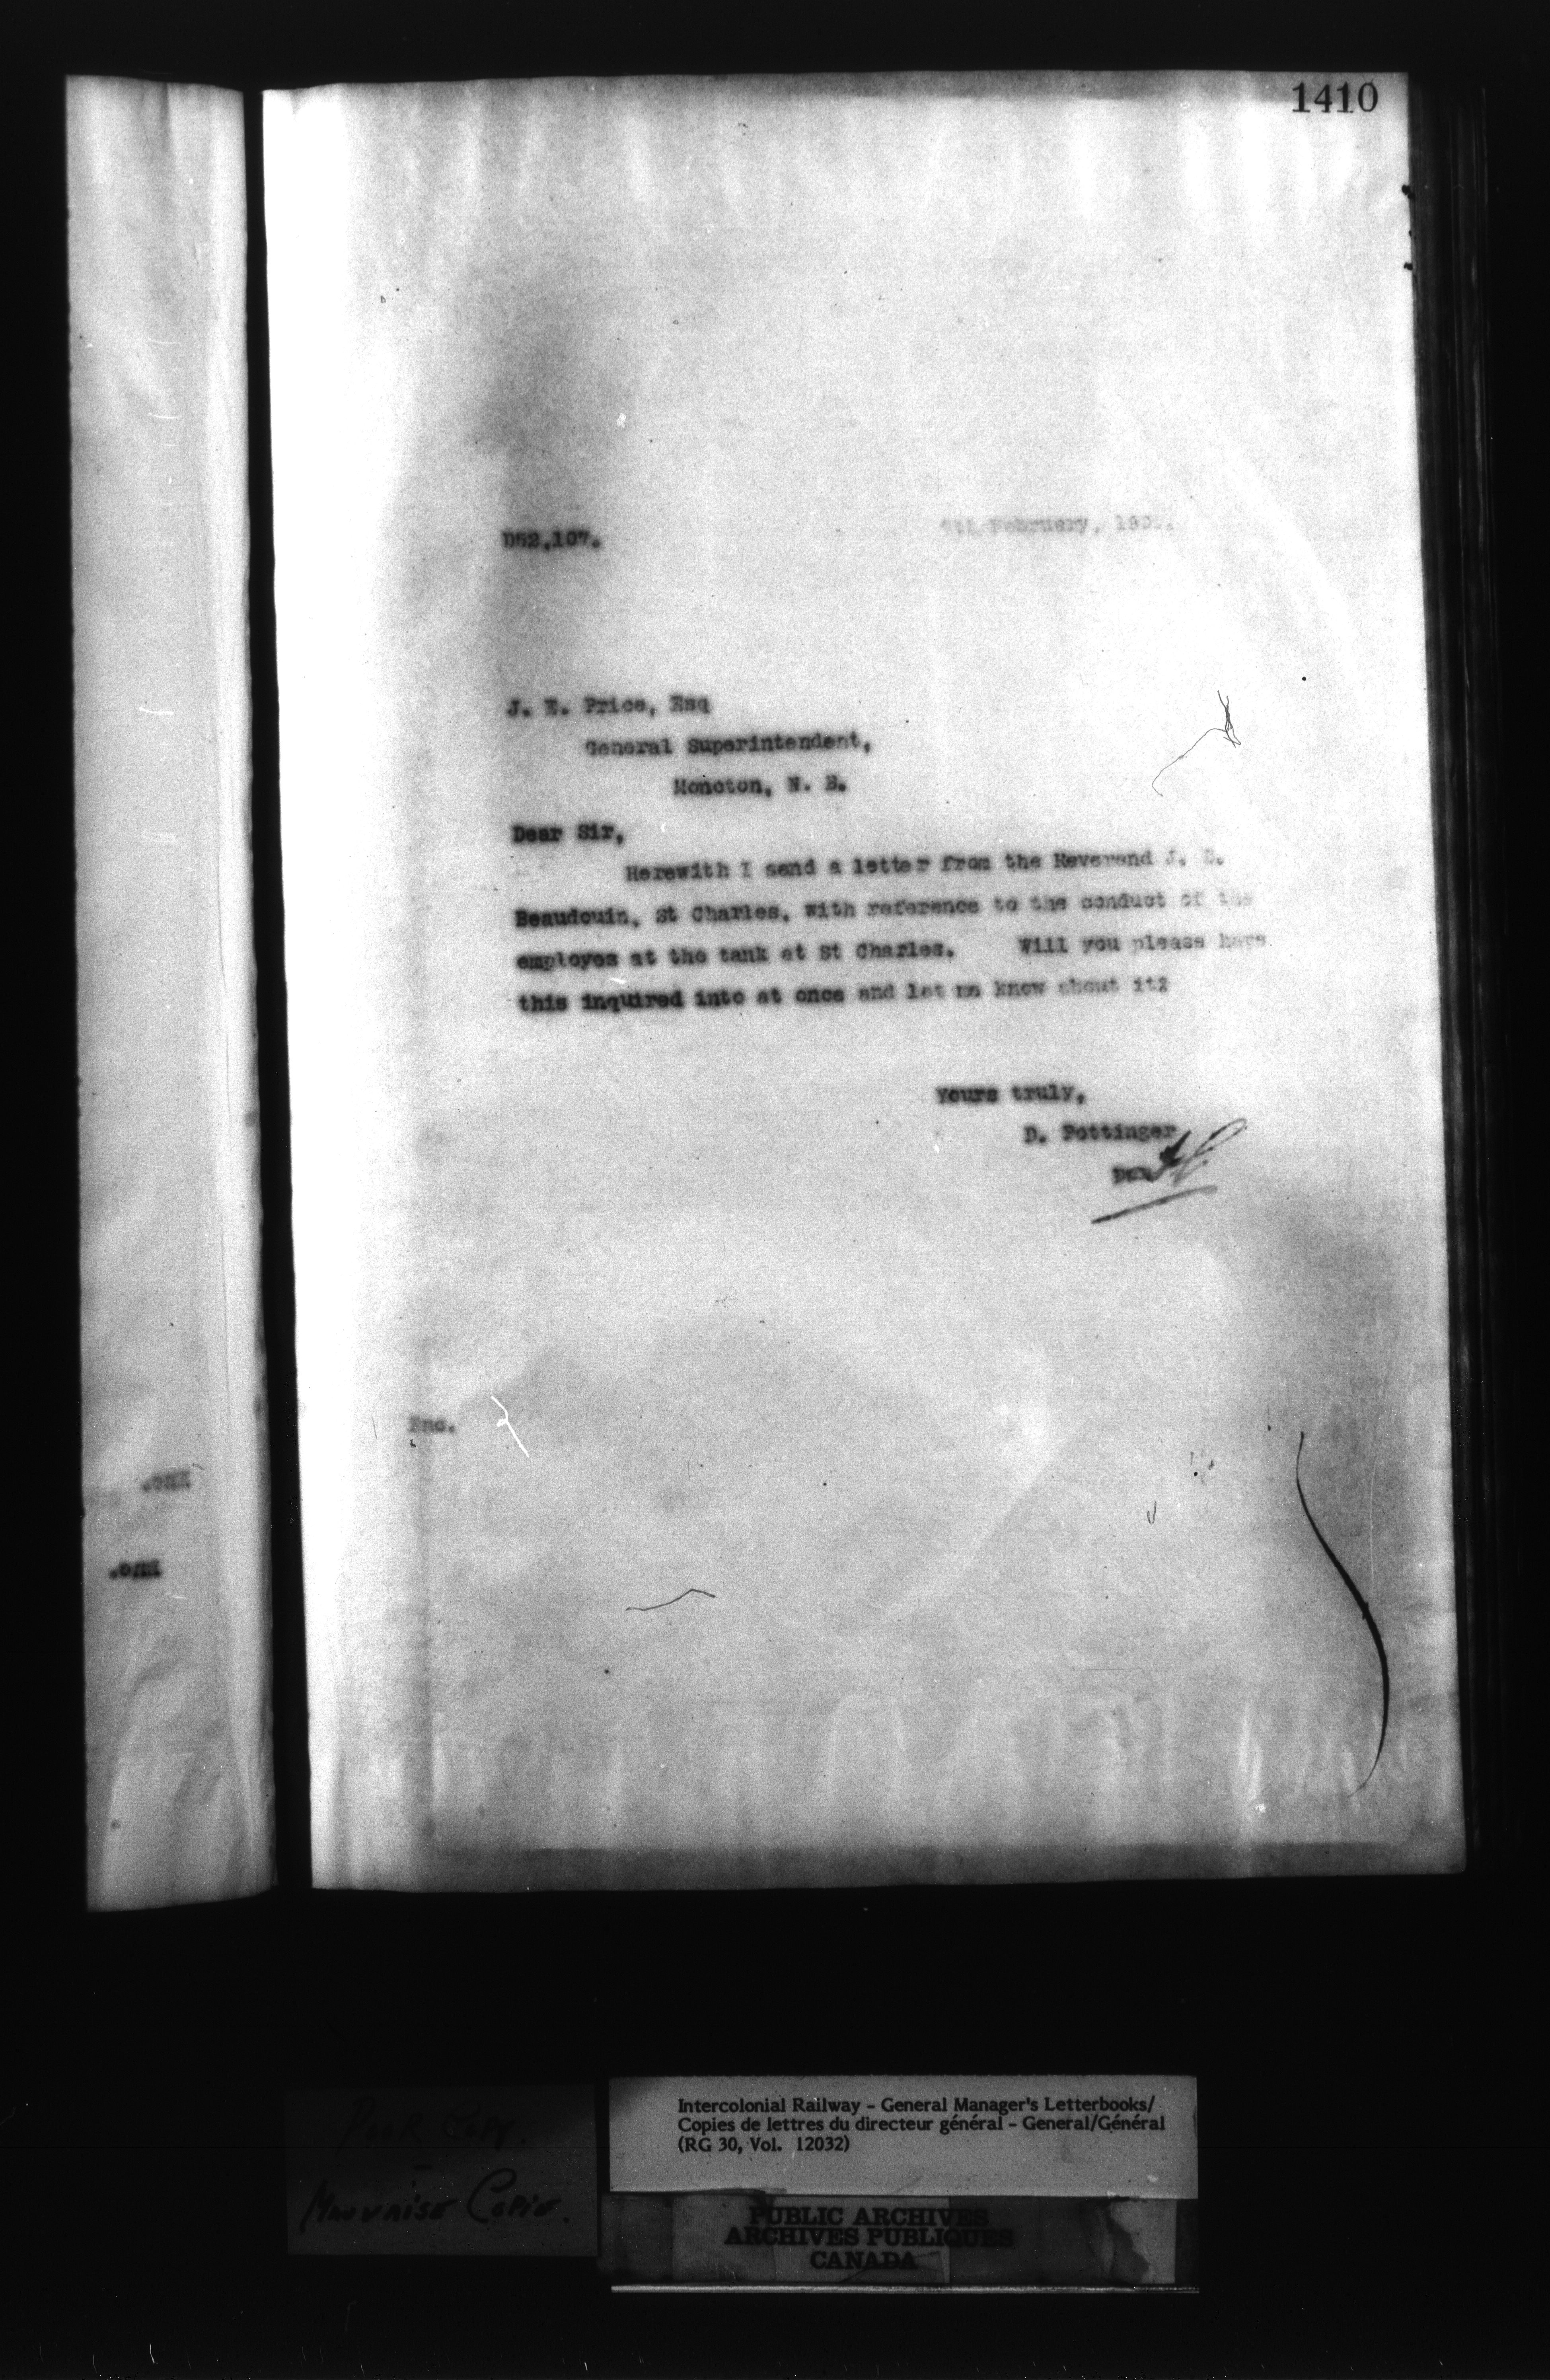 1410
D52,107.
February,
J. E. Price, Esq
General Superintendent,
Moncton, N. B.
Dear Sir,
Herewith I send a letter from the Reverend J.
Beaudouin, St Charles, with reference to the conduct of the
employes at the tank at St Charles. Will you please have
this inquired into at once and let me know about it?
Yours truly,
D. Pottinger
Enc.
.cnE
.cnE
Poor Copy.
Mauvaise Copie.
Intercolonial Railway - General Manager's Letterbooks/
Copies de lettres du directeur général - General/Général
(RG 30, Vol. 12032)
PUBLIC ARCHIVES
ARCHIVES PUBLIQUES
CANADA